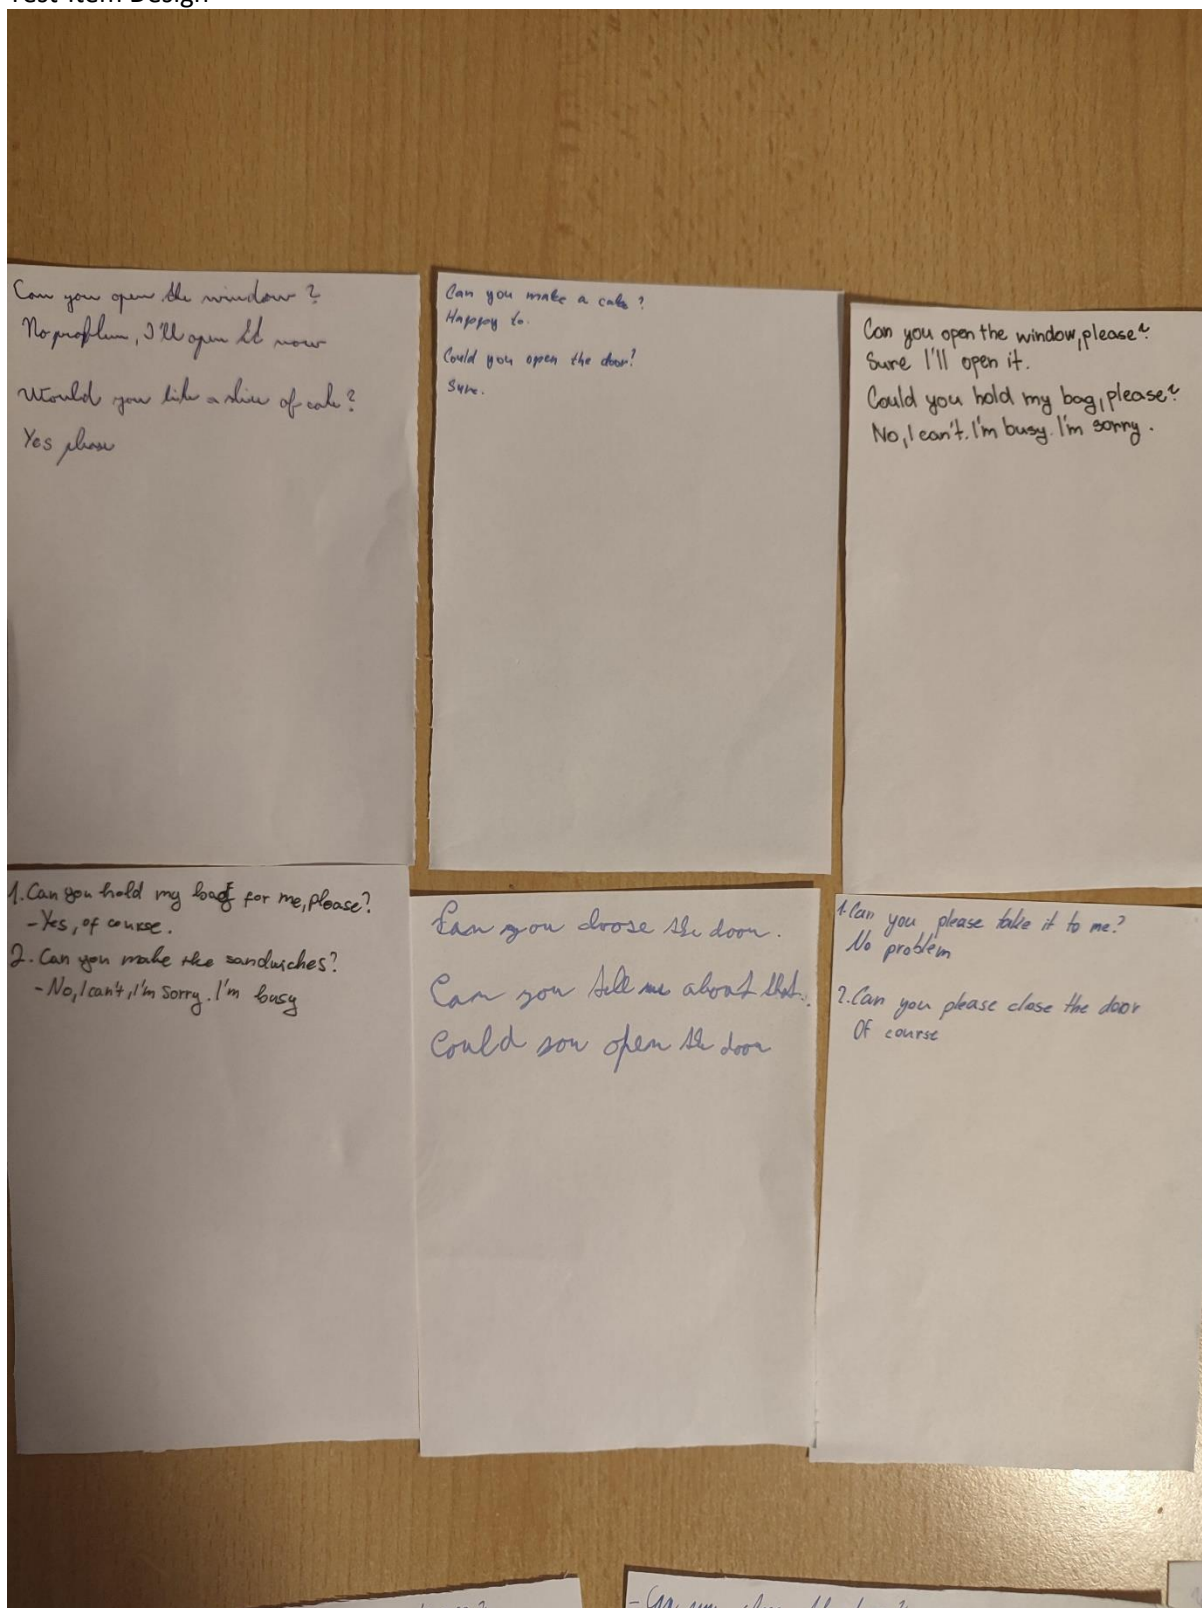 Test Item Design
Can you open the window?
No problem, I'll open it now
Would you like a slice of cake?
Yes please
Can you make a cake?
Happy to.
Could you open the door?
Sure.
Can you open the window, please?
Sure I'll open it.
Could you hold my bag, please?
No, I can't. I'm busy. I'm sorry.
1. Can you hold my bag for me, please?
- Yes, of course.
2. Can you make the sandwiches?
- No, I can't, I'm sorry. I'm busy
Can you cloose the door.
Can you tell me about that.
Could you open the door
1. Can you please take it to me?
No problem
2. Can you please close the door
Of course